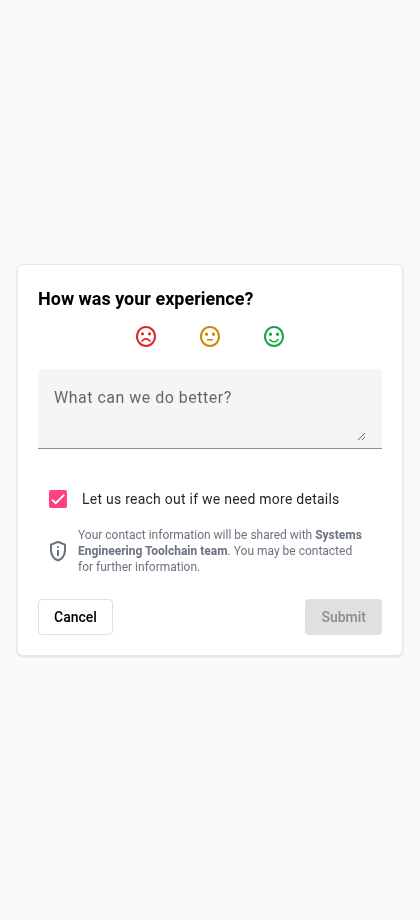 How was your experience?
What can we do better?
Let us reach out if we need more details
Your contact information will be shared with Systems
Engineering Toolchain team. You may be contacted
for further information.
Cancel
Submit